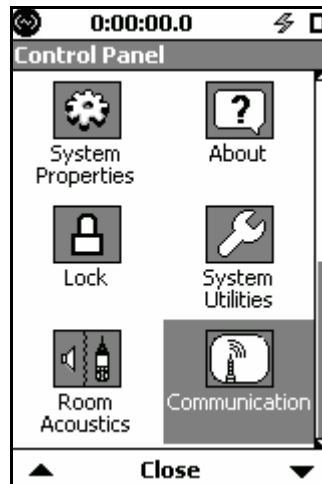 0:00:00.0
Control Panel
?
System
Properties
About
Lock
System
Utilities
Room
Acoustics
Communication
Close